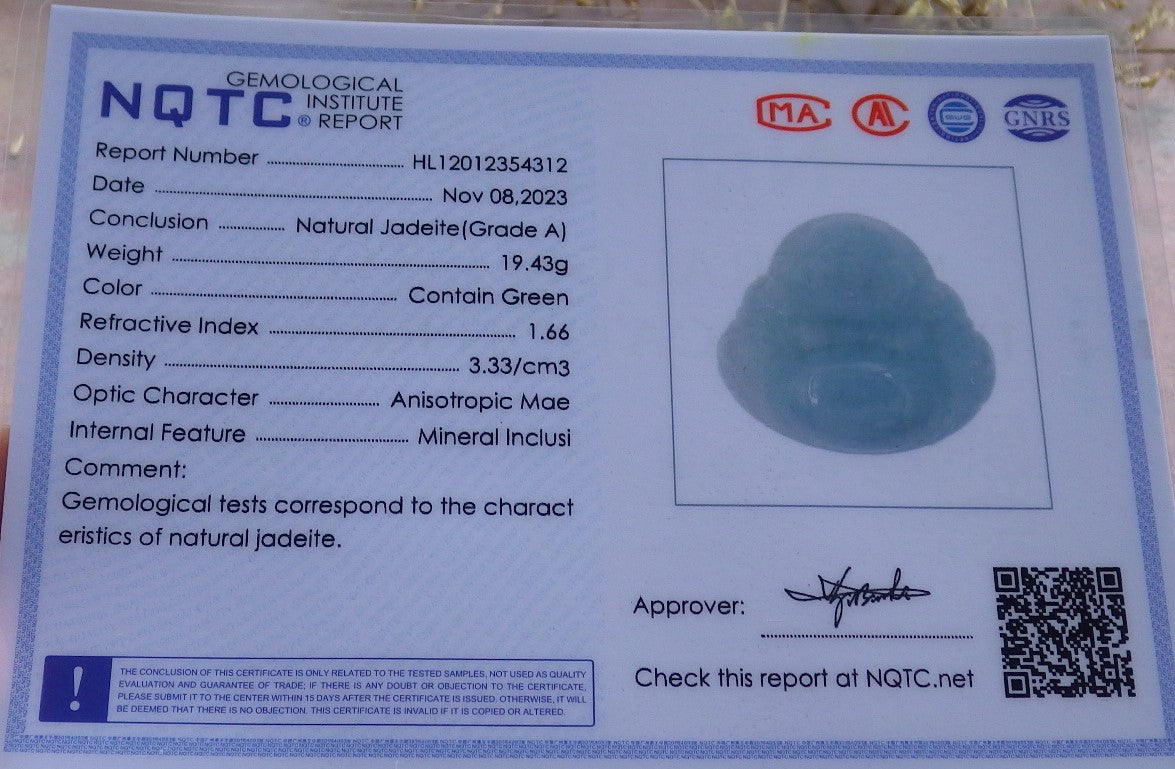 NQTC® GEMOLOGICAL
INSTITUTE
REPORT
MA
AL
GNRS
Report Number ........ HL12012354312
Date ........ Nov 08,2023
Conclusion ........ Natural Jadeite(Grade A)
Weight ........ 19.43g
Color ........ Contain Green
Refractive Index ........ 1.66
Density ........ 3.33/cm3
Optic Character ........ Anisotropic Mae
Internal Feature ........ Mineral Inclusi
Comment:
Gemological tests correspond to the charact
eristics of natural jadeite.
! THE CONCLUSION OF THIS CERTIFICATE IS ONLY RELATED TO THE TESTED SAMPLES, NOT USED AS QUALITY
EVALUATION AND GUARANTEE OF TRADE; IF THERE IS ANY DOUBT OR OBJECTION TO THE CERTIFICATE,
PLEASE SUBMIT IT TO THE CENTER WITHIN 15 DAYS AFTER THE CERTIFICATE IS ISSUED. OTHERWISE, IT WILL
BE DEEMED THAT THERE IS NO OBJECTION. THIS CERTIFICATE IS INVALID IF IT IS COPIED OR ALTERED.
Approver:
Check this report at NQTC.net